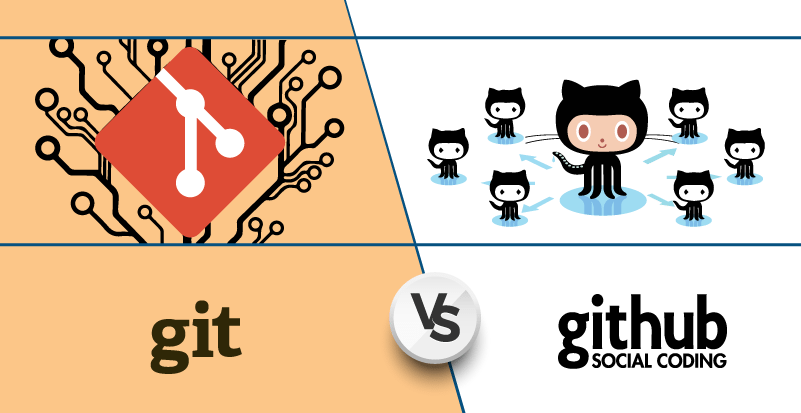 git
VS
github
SOCIAL CODING